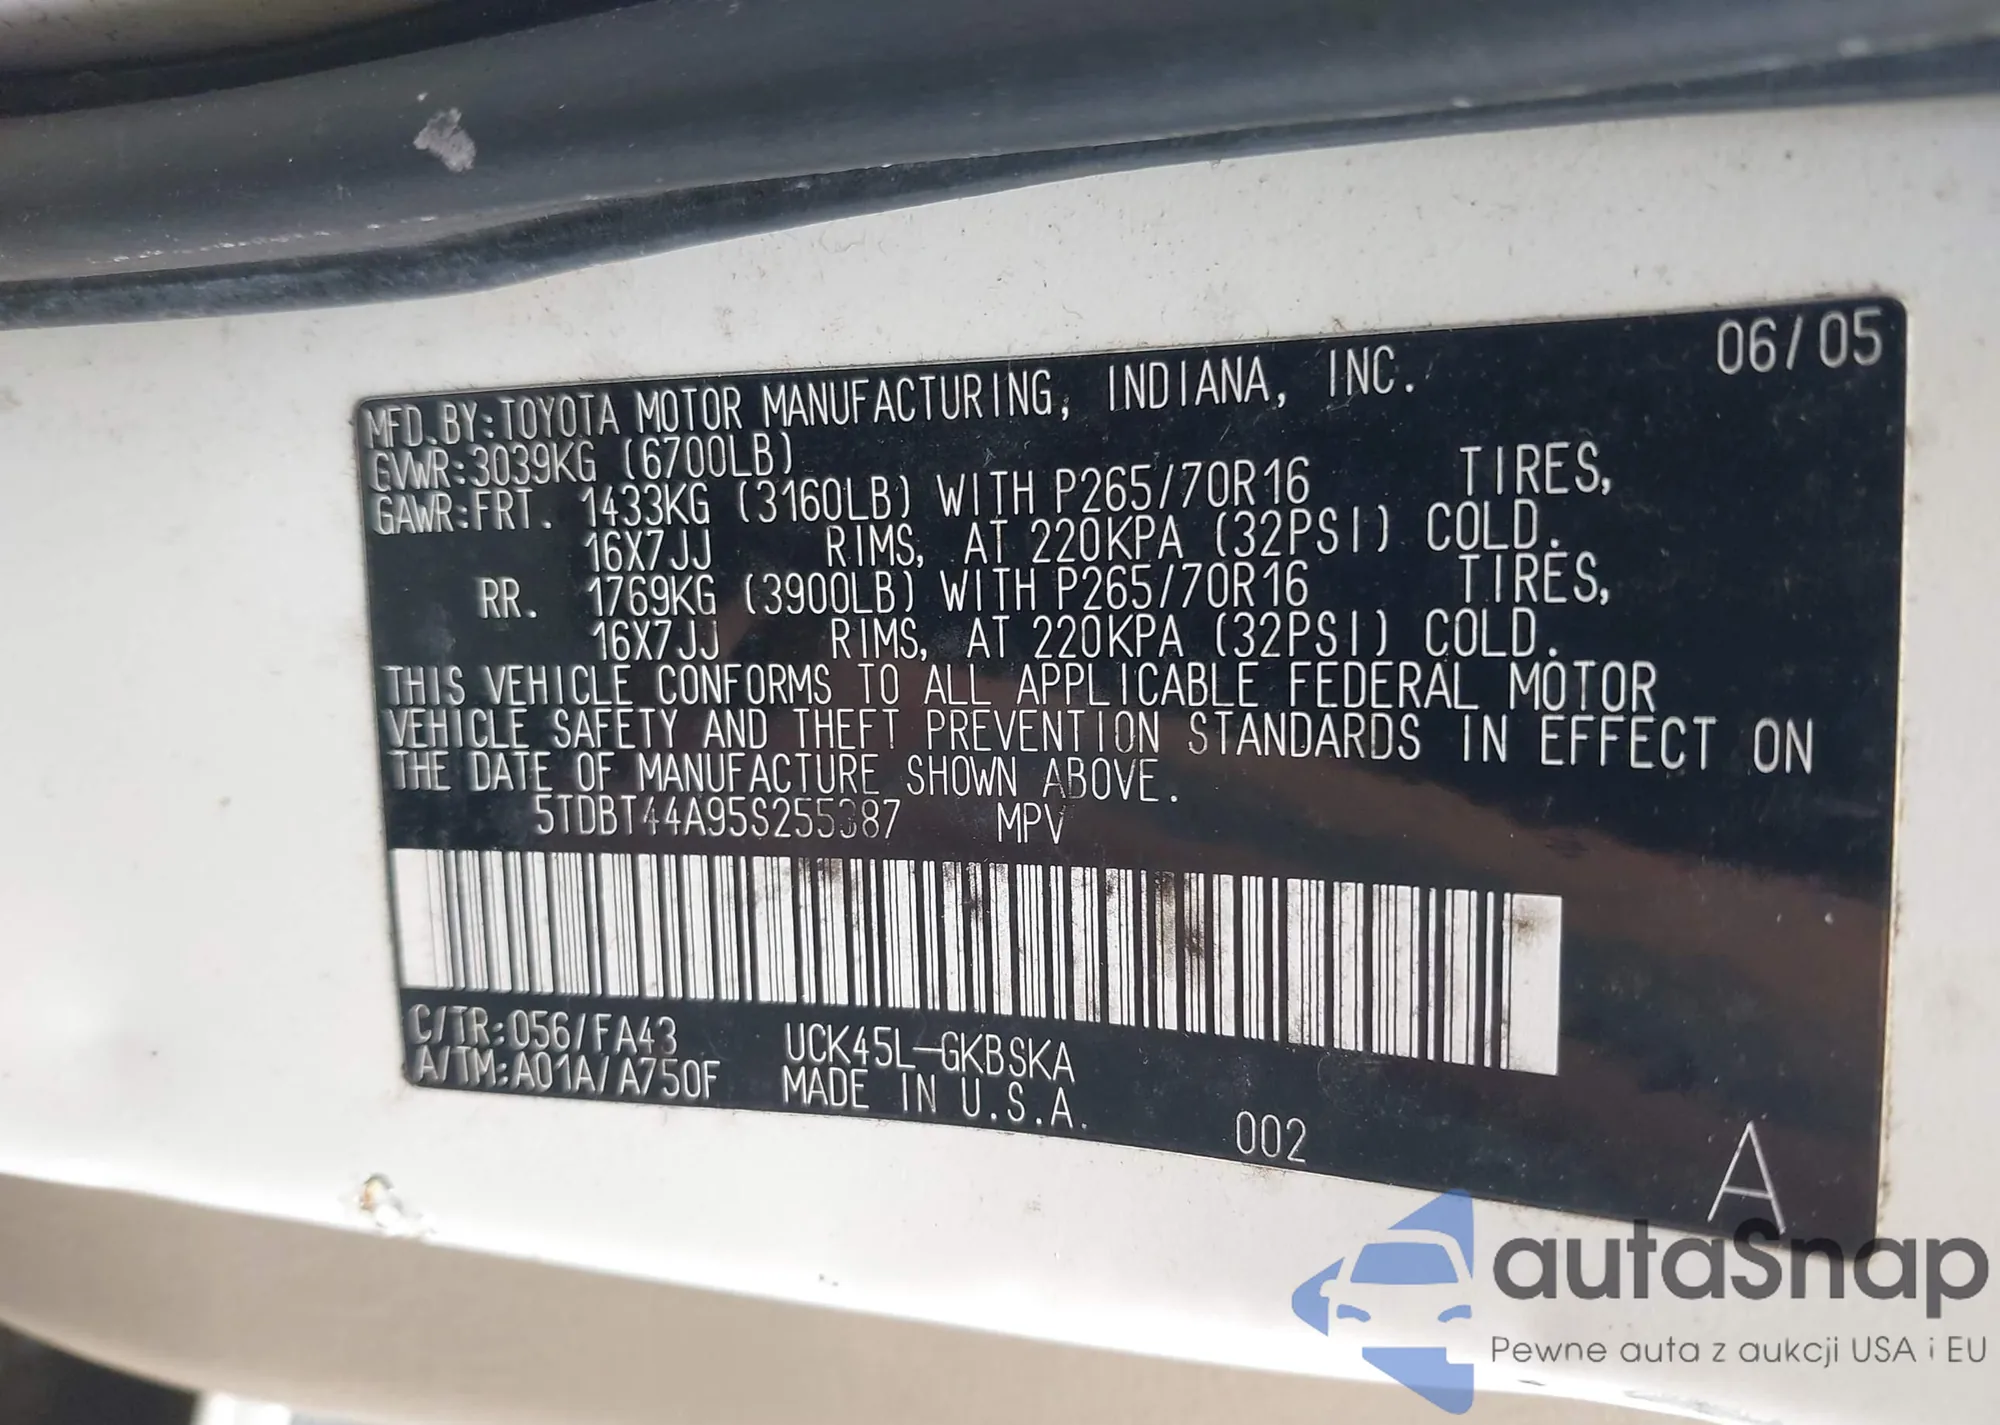 06/05
MFD.BY:TOYOTA MOTOR MANUFACTURING, INDIANA, INC.
GVWR:3039KG (6700LB)
GAWR:FRT. 1433KG (3160LB) WITH P265/70R16 TIRES,
16X7JJ RIMS, AT 220KPA (32PSI) COLD.
RR. 1769KG (3900LB) WITH P265/70R16 TIRES,
16X7JJ RIMS, AT 220KPA (32PSI) COLD.
THIS VEHICLE CONFORMS TO ALL APPLICABLE FEDERAL MOTOR
VEHICLE SAFETY AND THEFT PREVENTION STANDARDS IN EFFECT ON
THE DATE OF MANUFACTURE SHOWN ABOVE.
5TDBT44A95S255387 MPV
C/TR:056/FA43 UCK45L-GKBSKA
A/TM:A01A/A750F MADE IN U.S.A.
002
A
autaSnap
Pewne auta z aukcji USA i EU